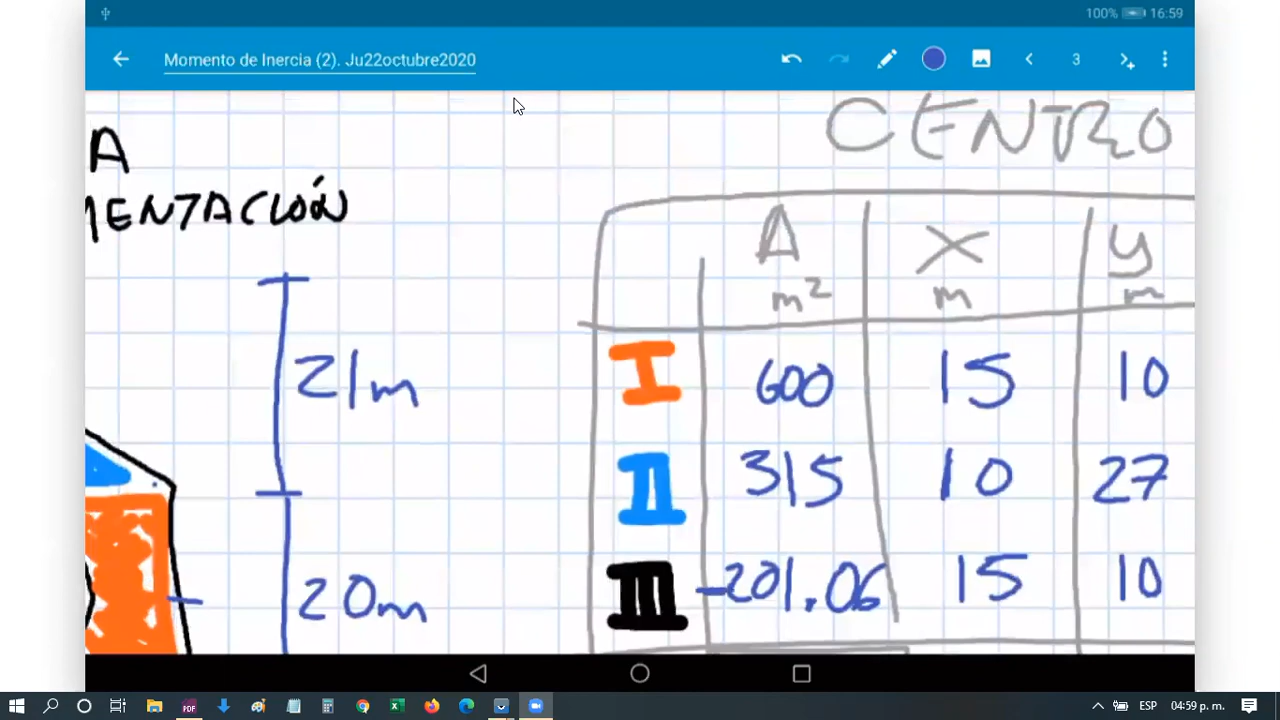 100% 16:59
Momento de Inercia (2). Ju22octubre2020
3
CENTRO
A
MENTACIÓN
A x y
m² m m
21m
I 600 15 10
II 315 10 27
III -201.06 15 10
20m
PDF
ESP 04:59 p. m.